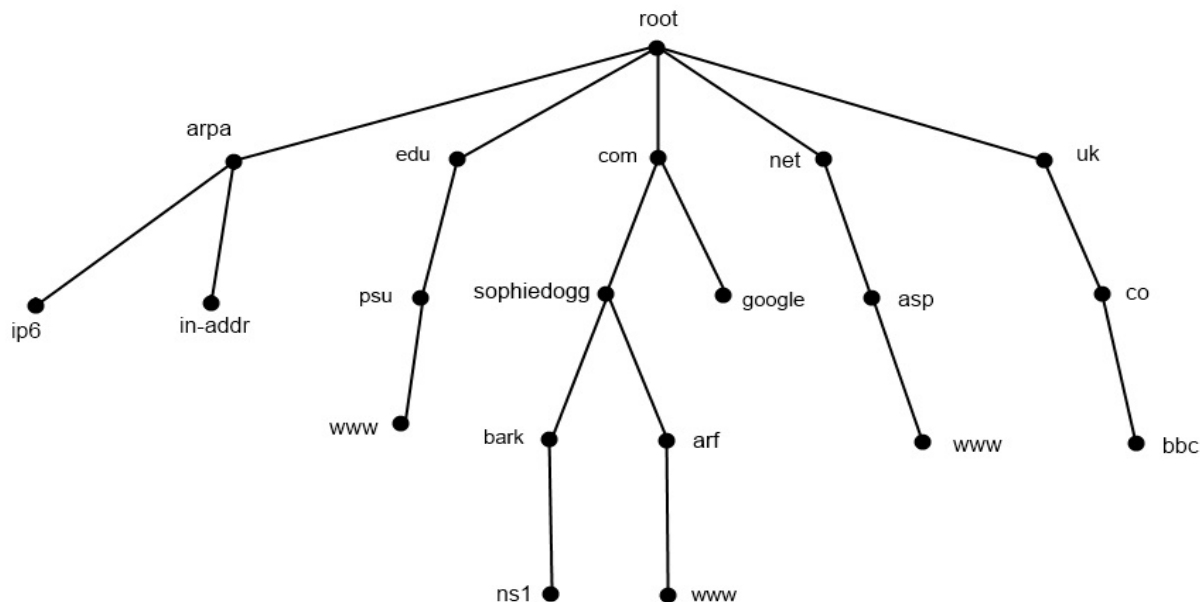 root
arpa
edu
com
net
uk
ip6
in-addr
psu
sophiedogg
google
asp
co
www
bark
arf
www
bbc
ns1
www